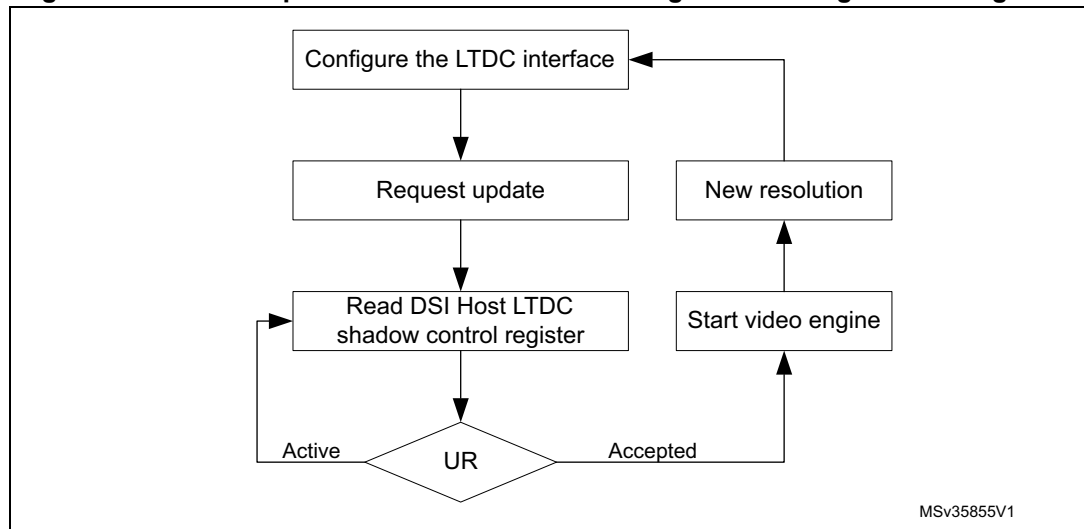 Configure the LTDC interface
Request update
New resolution
Read DSI Host LTDC
shadow control register
Start video engine
Active
UR
Accepted
MSv35855V1